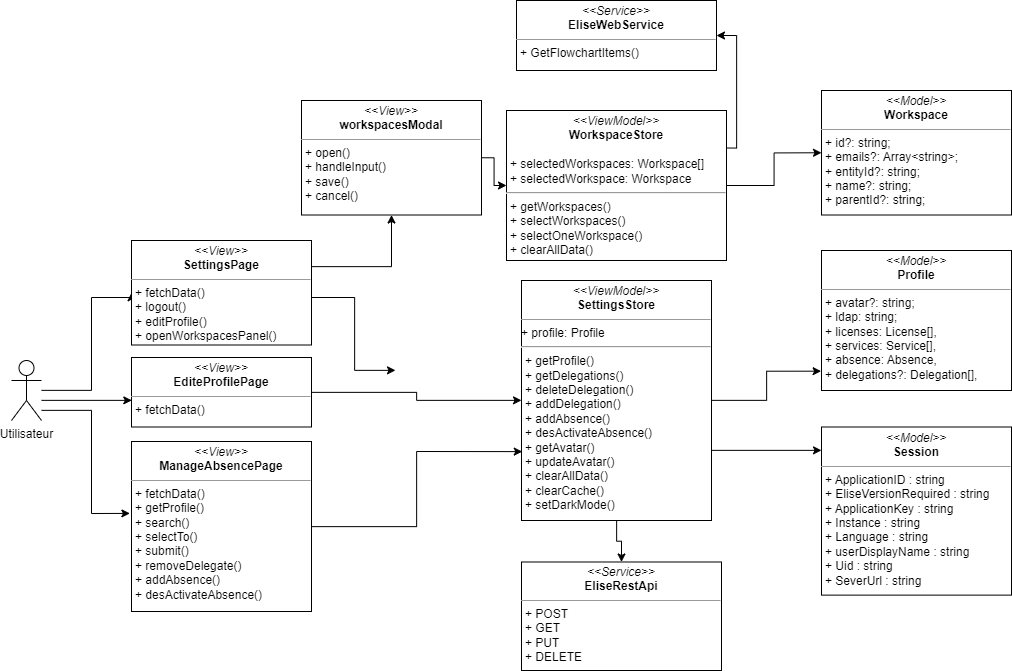 <<Service>>
EliseWebService
+ GetFlowchartItems()
<<View>>
workspacesModal
+ open()
+ handleInput()
+ save()
+ cancel()
<<ViewModel>>
WorkspaceStore
+ selectedWorkspaces: Workspace[]
+ selectedWorkspace: Workspace
+ getWorkspaces()
+ selectWorkspaces()
+ selectOneWorkspace()
+ clearAllData()
<<Model>>
Workspace
+ id?: string;
+ emails?: Array<string>;
+ entityId?: string;
+ name?: string;
+ parentId?: string;
<<View>>
SettingsPage
+ fetchData()
+ logout()
+ editProfile()
+ openWorkspacesPanel()
<<ViewModel>>
SettingsStore
+ profile: Profile
+ getProfile()
+ getDelegations()
+ deleteDelegation()
+ addDelegation()
+ addAbsence()
+ desActivateAbsence()
+ getAvatar()
+ updateAvatar()
+ clearAllData()
+ clearCache()
+ setDarkMode()
<<Model>>
Profile
+ avatar?: string;
+ ldap: string;
+ licenses: License[],
+ services: Service[],
+ absence: Absence,
+ delegations?: Delegation[],
<<View>>
EditeProfilePage
+ fetchData()
Utilisateur
<<View>>
ManageAbsencePage
+ fetchData()
+ getProfile()
+ search()
+ selectTo()
+ submit()
+ removeDelegate()
+ addAbsence()
+ desActivateAbsence()
<<Model>>
Session
+ ApplicationID : string
+ EliseVersionRequired : string
+ ApplicationKey : string
+ Instance : string
+ Language : string
+ userDisplayName : string
+ Uid : string
+ SeverUrl : string
<<Service>>
EliseRestApi
+ POST
+ GET
+ PUT
+ DELETE